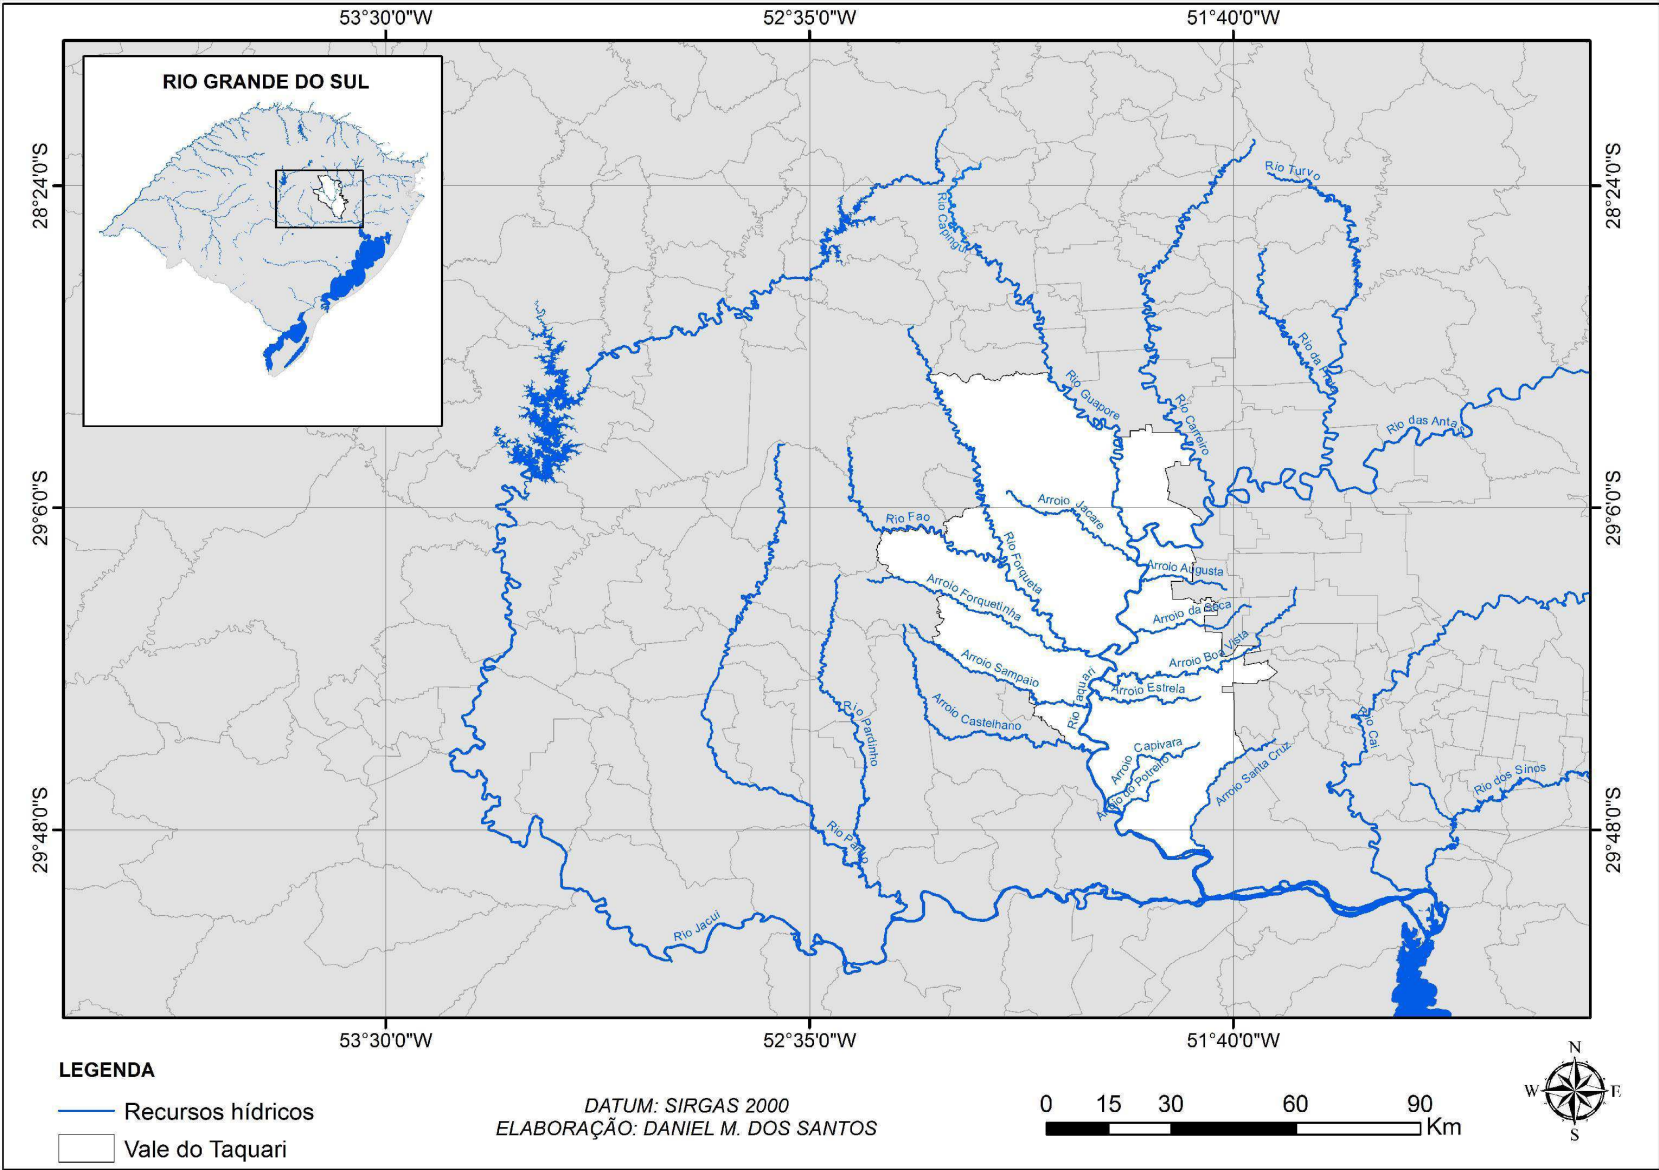 53°30'0"W
52°35'0"W
51°40'0"W
RIO GRANDE DO SUL
28°24'0"S
28°24'0"S
Rio Turvo
Rio Capingui
Rio da Prata
Rio Guapore
Rio Carreiro
Rio das Antas
29°6'0"S
29°6'0"S
Arroio Jacare
Rio Fao
Rio Forqueta
Arroio Augusta
Arroio Forquetinha
Arroio da Seca
Arroio Boa Vista
Arroio Sampaio
Rio Taquari
Arroio Estrela
Arroio Castelhano
Rio Pardinho
Rio Cai
Arroio Capivara
Arroio do Potreiro
Arroio Santa Cruz
Rio dos Sinos
29°48'0"S
29°48'0"S
Rio Pardo
Rio Jacui
53°30'0"W
52°35'0"W
51°40'0"W
LEGENDA
Recursos hídricos
Vale do Taquari
DATUM: SIRGAS 2000
ELABORAÇÃO: DANIEL M. DOS SANTOS
0 15 30 60 90
Km
N
W E
S